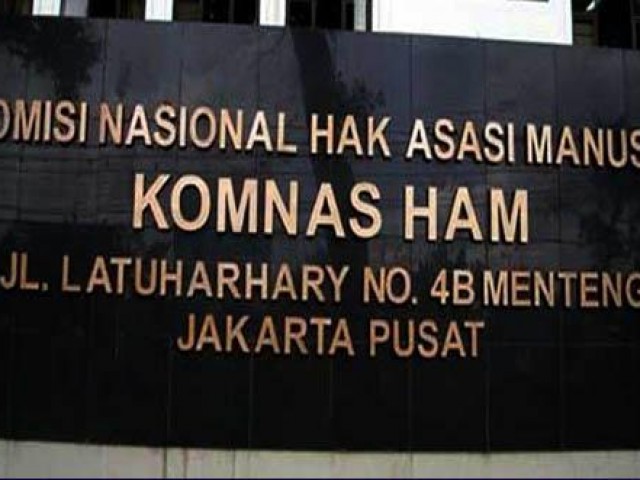 OMISI NASIONAL HAK ASASI MANUS
KOMNAS HAM
JL. LATUHARHARY NO. 4B MENTENG
JAKARTA PUSAT